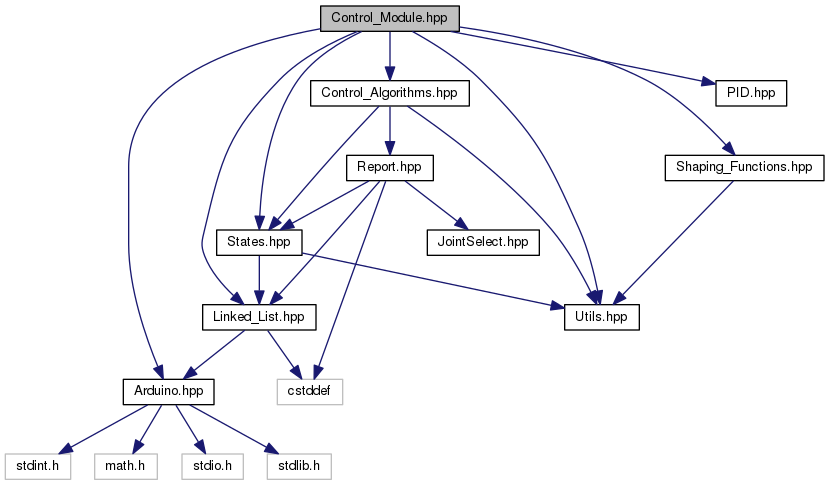 Control_Module.hpp
Control_Algorithms.hpp
PID.hpp
Report.hpp
Shaping_Functions.hpp
States.hpp
JointSelect.hpp
Linked_List.hpp
Utils.hpp
Arduino.hpp
cstddef
stdint.h
math.h
stdio.h
stdlib.h